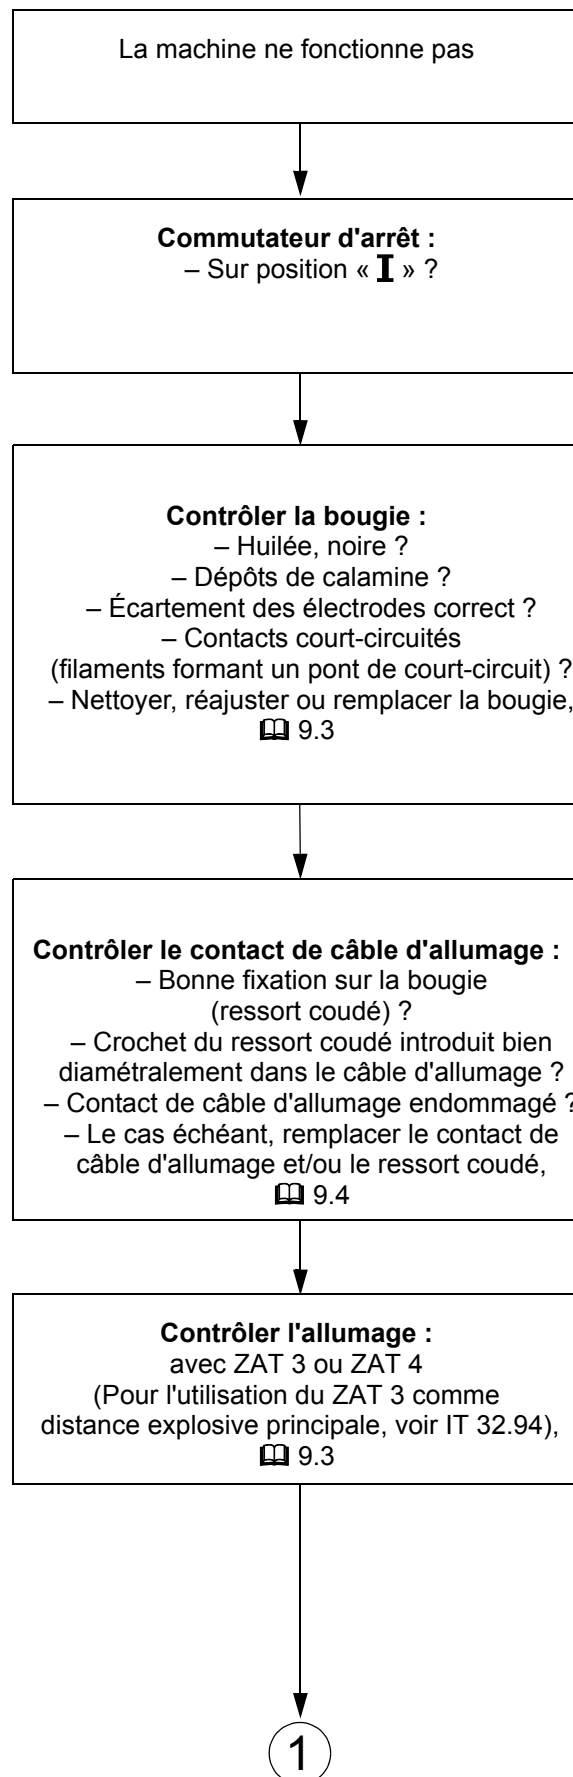 La machine ne fonctionne pas
Commutateur d'arrêt :
– Sur position « I » ?
Contrôler la bougie :
– Huilée, noire ?
– Dépôts de calamine ?
– Écartement des électrodes correct ?
– Contacts court-circuités
(filaments formant un pont de court-circuit) ?
– Nettoyer, réajuster ou remplacer la bougie,
9.3
Contrôler le contact de câble d'allumage :
– Bonne fixation sur la bougie
(ressort coudé) ?
– Crochet du ressort coudé introduit bien
diamétralement dans le câble d'allumage ?
– Contact de câble d'allumage endommagé ?
– Le cas échéant, remplacer le contact de
câble d'allumage et/ou le ressort coudé,
9.4
Contrôler l'allumage :
avec ZAT 3 ou ZAT 4
(Pour l'utilisation du ZAT 3 comme
distance explosive principale, voir IT 32.94),
9.3
1